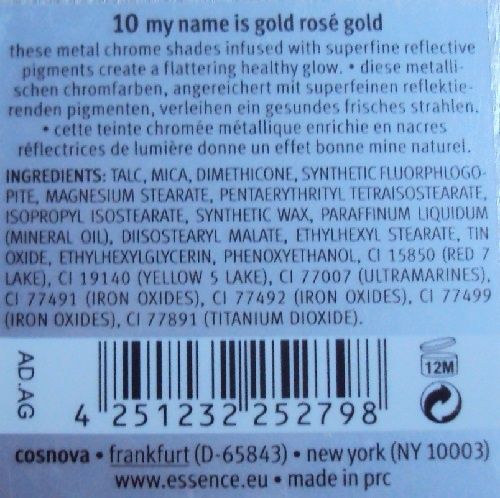 10 my name is gold rosé gold
these metal chrome shades infused with superfine reflective
pigments create a flattering healthy glow. • diese metalli-
schen chromfarben, angereichert mit superfeinen reflektie-
renden pigmenten, verleihen ein gesundes frisches strahlen.
• cette teinte chromée métallique enrichie en nacres
réflectrices de lumière donne un effet bonne mine naturel.
INGREDIENTS: TALC, MICA, DIMETHICONE, SYNTHETIC FLUORPHLOGO-
PITE, MAGNESIUM STEARATE, PENTAERYTHRITYL TETRAISOSTEARATE,
ISOPROPYL ISOSTEARATE, SYNTHETIC WAX, PARAFFINUM LIQUIDUM
(MINERAL OIL), DIISOSTEARYL MALATE, ETHYLHEXYL STEARATE, TIN
OXIDE, ETHYLHEXYLGLYCERIN, PHENOXYETHANOL, CI 15850 (RED 7
LAKE), CI 19140 (YELLOW 5 LAKE), CI 77007 (ULTRAMARINES),
CI 77491 (IRON OXIDES), CI 77492 (IRON OXIDES), CI 77499
(IRON OXIDES), CI 77891 (TITANIUM DIOXIDE).
AD.AG
12M
4 251232 252798
cosnova • frankfurt (D-65843) • new york (NY 10003)
www.essence.eu • made in prc